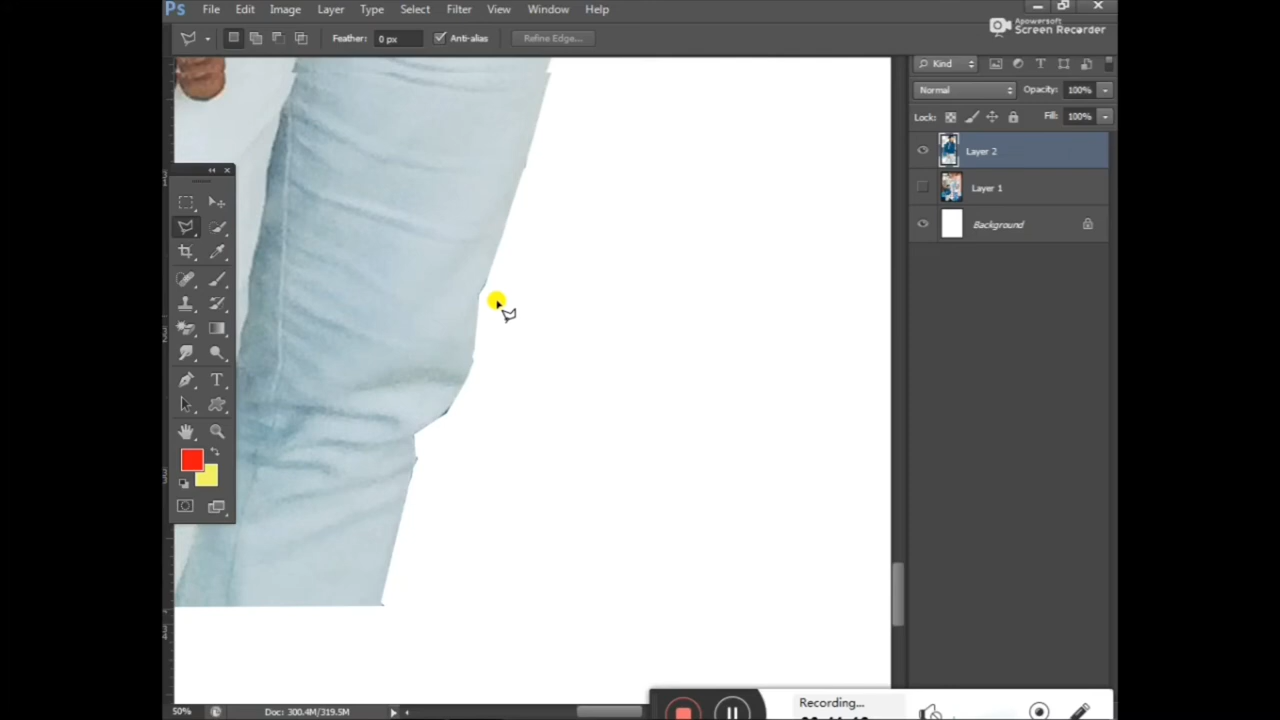 Ps File Edit Image Layer Type Select Filter View Window Help
Apowersoft
Screen Recorder
Feather: 0 px Anti-alias Refine Edge...
Kind
Normal Opacity: 100%
Lock: Fill: 100%
Layer 2
Layer 1
Background
T
50% Doc: 300.4M/319.5M
Recording...